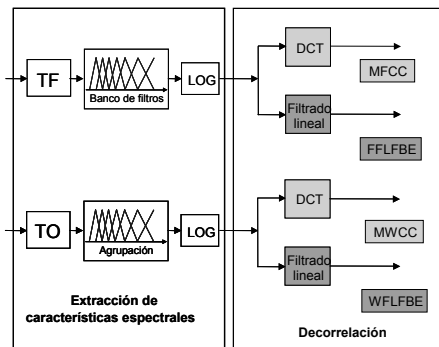 TF
Banco de filtros
LOG
DCT
MFCC
Filtrado
lineal
FFLFBE
TO
Agrupación
LOG
DCT
MWCC
Filtrado
lineal
WFLFBE
Extracción de
características espectrales
Decorrelación